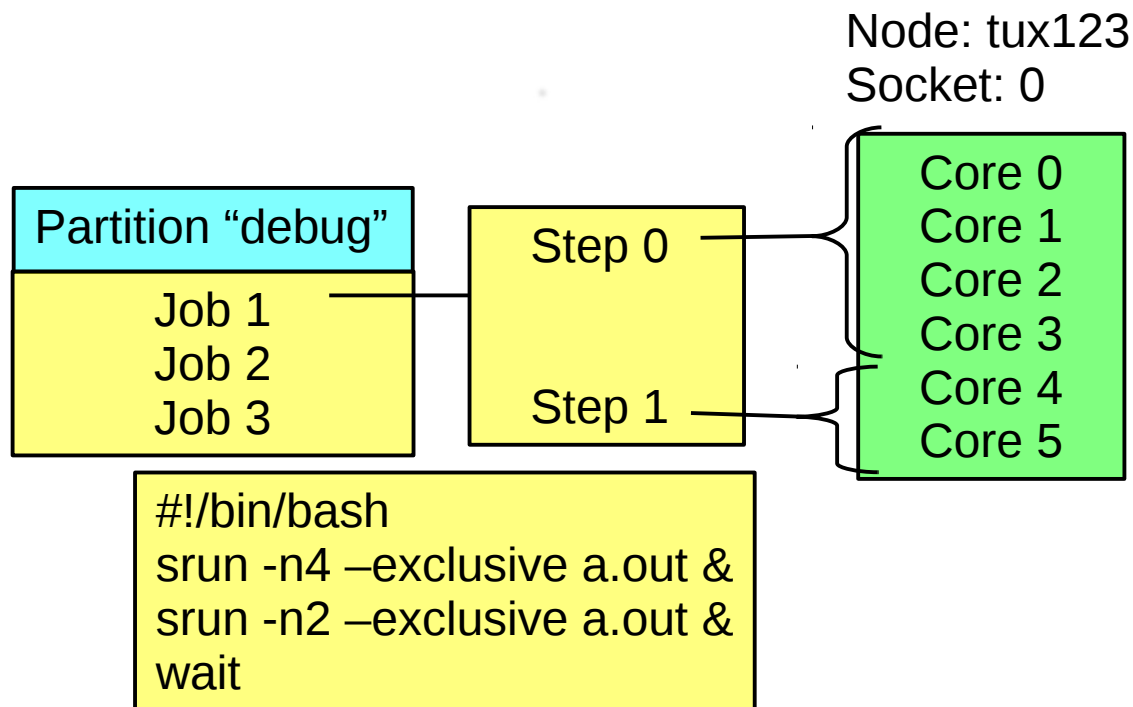 Node: tux123
Socket: 0
Partition “debug”
Job 1
Job 2
Job 3
Step 0
Step 1
Core 0
Core 1
Core 2
Core 3
Core 4
Core 5
#!/bin/bash
srun -n4 –exclusive a.out &
srun -n2 –exclusive a.out &
wait